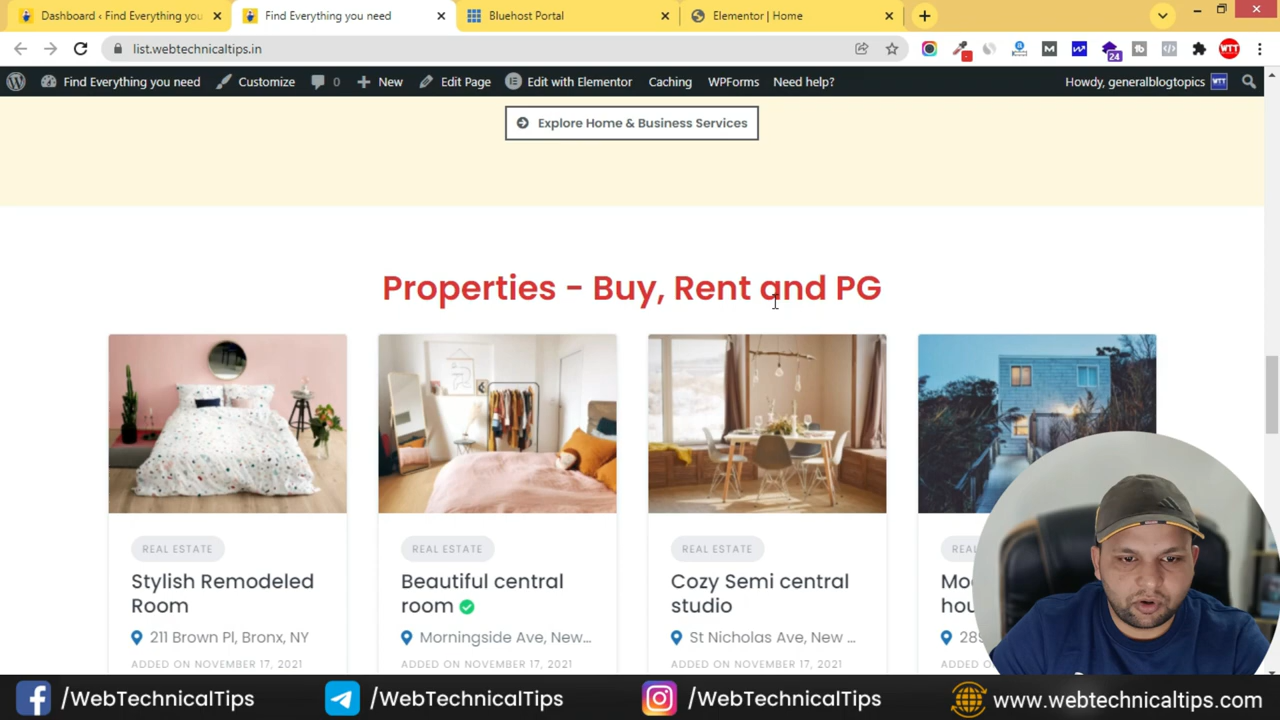 Dashboard ‹ Find Everything you
Find Everything you need
Bluehost Portal
Elementor | Home
list.webtechnicaltips.in
24
WTT
Find Everything you need
Customize
0
New
Edit Page
Edit with Elementor
Caching
WPForms
Need help?
Howdy, generalblogtopics
WTT
Explore Home & Business Services
Properties - Buy, Rent and PG
REAL ESTATE
Stylish Remodeled
Room
211 Brown Pl, Bronx, NY
ADDED ON NOVEMBER 17, 2021
REAL ESTATE
Beautiful central
room
Morningside Ave, New...
ADDED ON NOVEMBER 17, 2021
REAL ESTATE
Cozy Semi central
studio
St Nicholas Ave, New ...
ADDED ON NOVEMBER 17, 2021
/WebTechnicalTips
/WebTechnicalTips
/WebTechnicalTips
www.webtechnicaltips.com